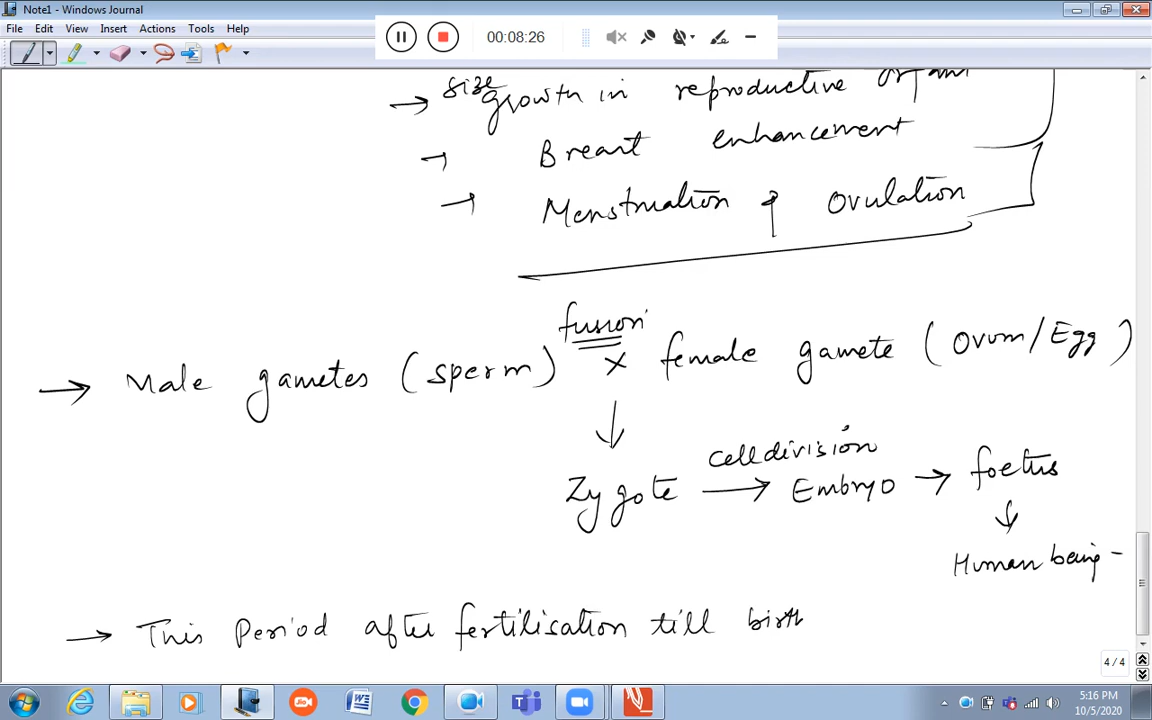 Note1 - Windows Journal
File Edit View Insert Actions Tools Help
00:08:26
→ size growth in reproductive organs
→ Breast enhancement
→ Menstruation & Ovulation
fusion
→ Male gametes (sperm) X female gamete (Ovum/Egg)
↓
cell division
Zygote → Embryo → foetus
↓
Human being -
→ This Period after fertilisation till birth
4/4
5:16 PM
10/5/2020